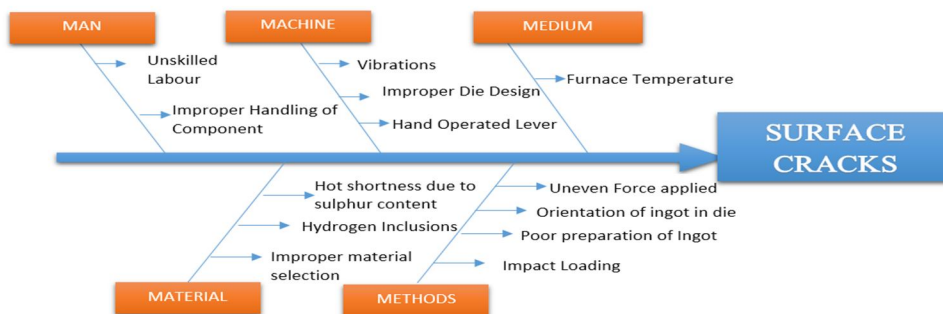 MAN
MACHINE
MEDIUM
Unskilled
Labour
Improper Handling of
Component
Vibrations
Improper Die Design
Hand Operated Lever
Furnace Temperature
SURFACE
CRACKS
Hot shortness due to
sulphur content
Hydrogen Inclusions
Improper material
selection
Uneven Force applied
Orientation of ingot in die
Poor preparation of Ingot
Impact Loading
MATERIAL
METHODS